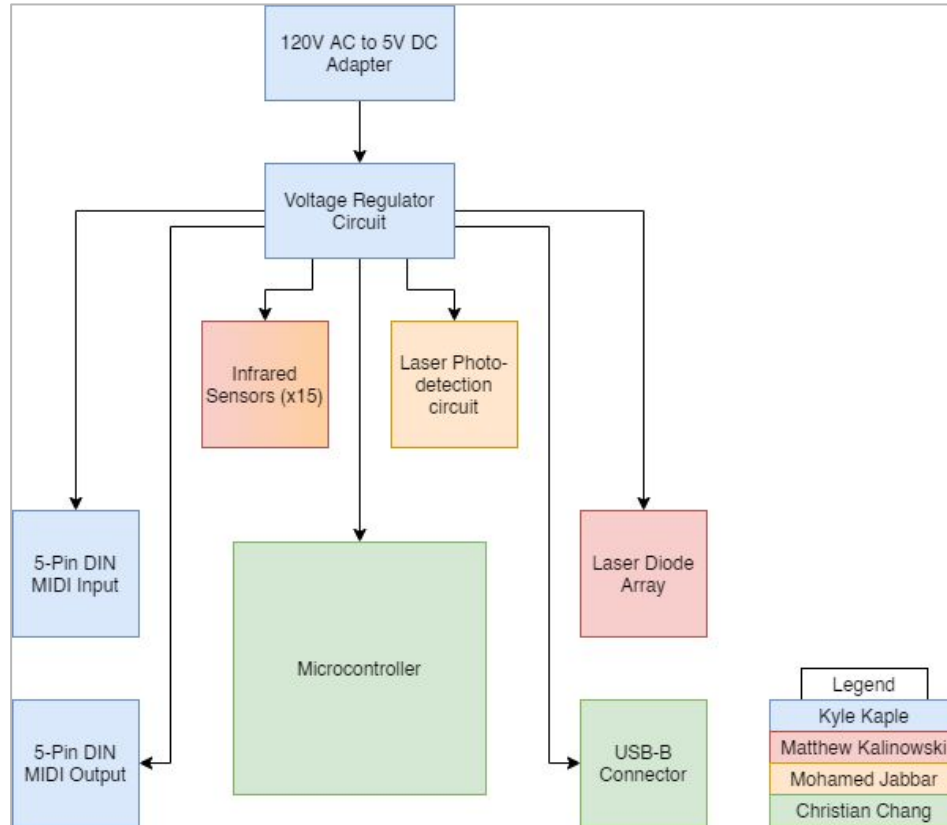 120V AC to 5V DC
Adapter
Voltage Regulator
Circuit
Infrared
Sensors (x15)
Laser Photo-
detection
circuit
5-Pin DIN
MIDI Input
Laser Diode
Array
Microcontroller
5-Pin DIN
MIDI Output
USB-B
Connector
Legend
Kyle Kaple
Matthew Kalinowski
Mohamed Jabbar
Christian Chang